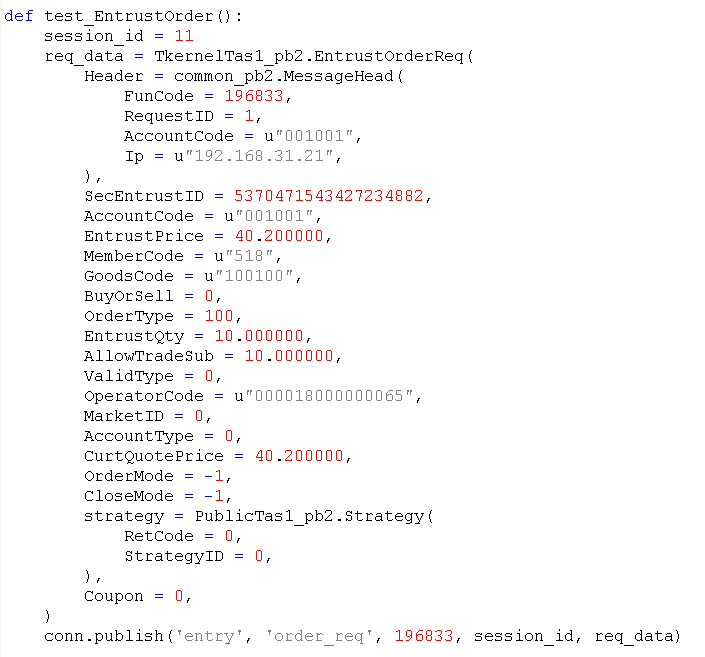 def test_EntrustOrder():
    session_id = 11
    req_data = TkernelTas1_pb2.EntrustOrderReq(
        Header = common_pb2.MessageHead(
            FunCode = 196833,
            RequestID = 1,
            AccountCode = u"001001",
            Ip = u"192.168.31.21",
        ),
        SecEntrustID = 5370471543427234882,
        AccountCode = u"001001",
        EntrustPrice = 40.200000,
        MemberCode = u"518",
        GoodsCode = u"100100",
        BuyOrSell = 0,
        OrderType = 100,
        EntrustQty = 10.000000,
        AllowTradeSub = 10.000000,
        ValidType = 0,
        OperatorCode = u"000018000000065",
        MarketID = 0,
        AccountType = 0,
        CurtQuotePrice = 40.200000,
        OrderMode = -1,
        CloseMode = -1,
        strategy = PublicTas1_pb2.Strategy(
            RetCode = 0,
            StrategyID = 0,
        ),
        Coupon = 0,
    )
    conn.publish('entry', 'order_req', 196833, session_id, req_data)